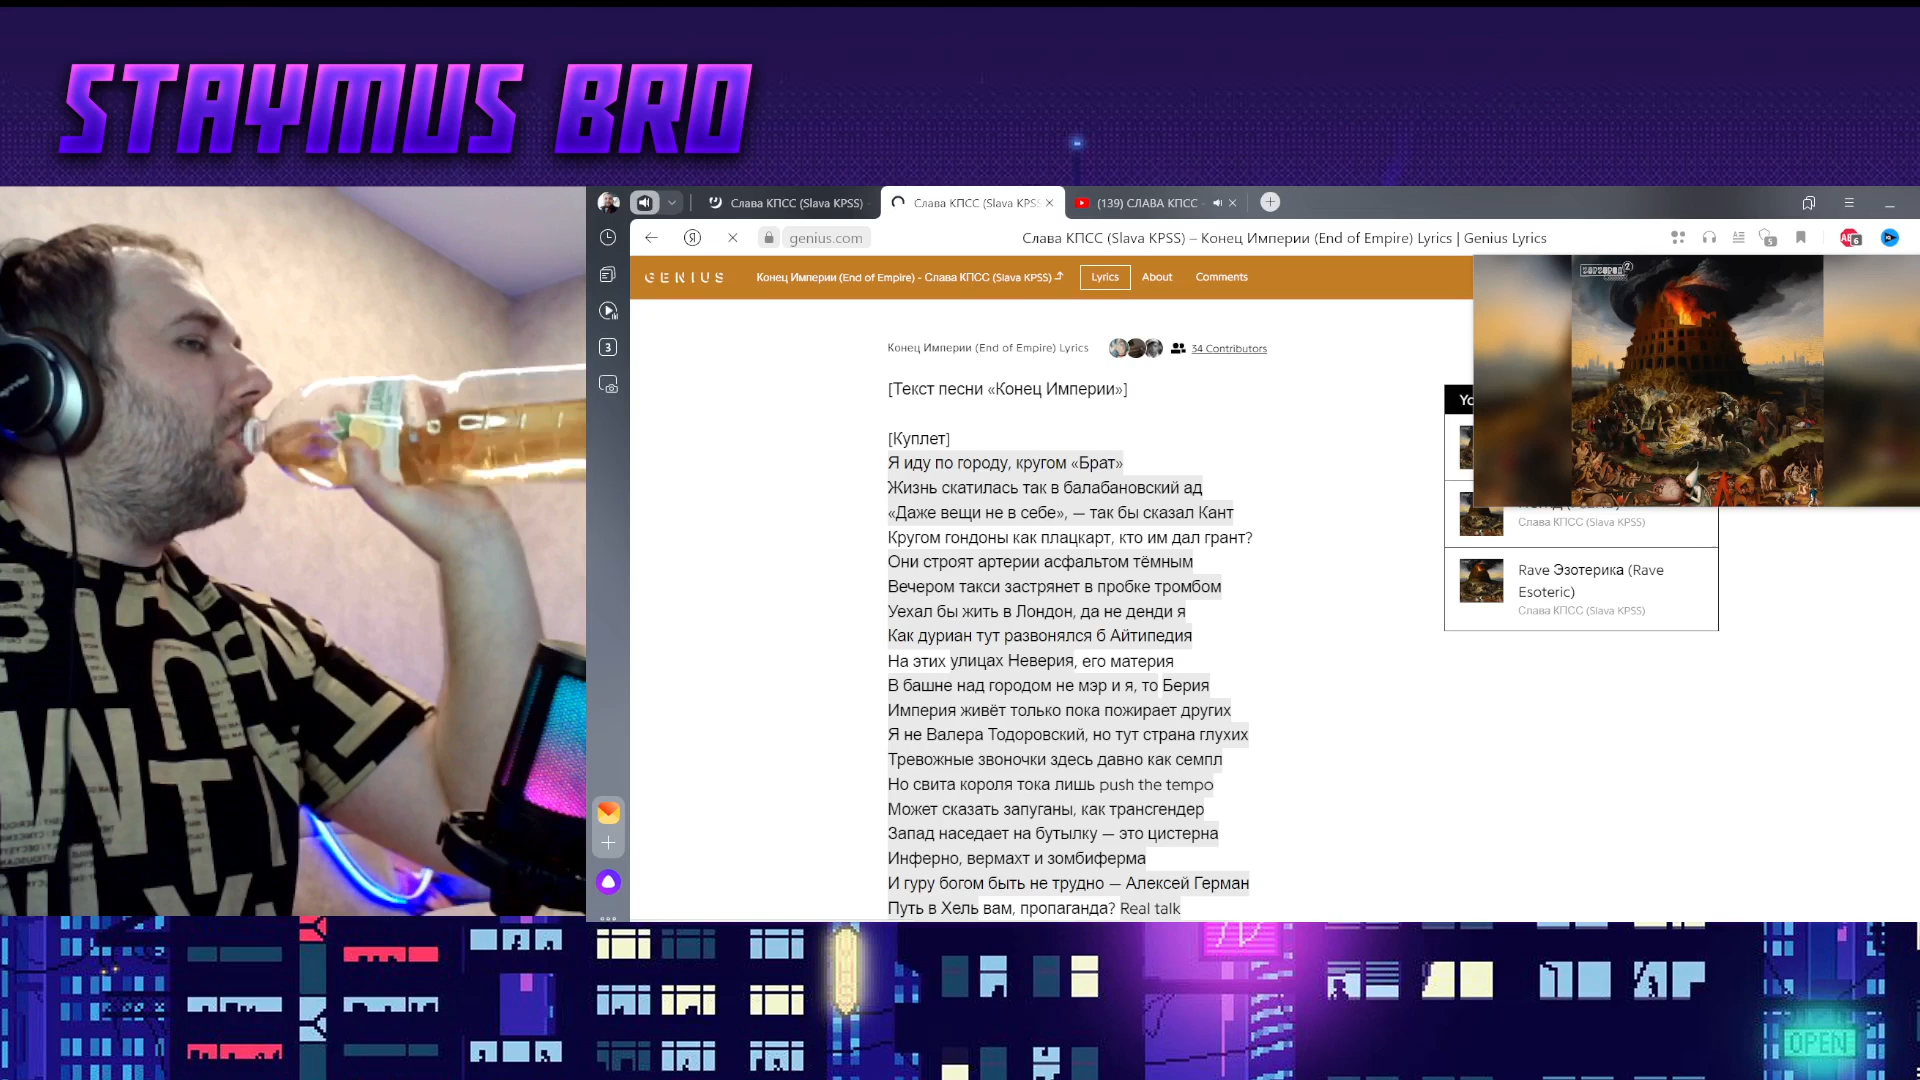 STAYMUS BRO
Слава КПСС (Slava KPSS)
Слава КПСС (Slava KPSS
(139) СЛАВА КПСС
genius.com
Слава КПСС (Slava KPSS) – Конец Империи (End of Empire) Lyrics | Genius Lyrics
5
6
GENIUS
Конец Империи (End of Empire) - Слава КПСС (Slava KPSS)
Lyrics
About
Comments
3
Конец Империи (End of Empire) Lyrics
34 Contributors
[Текст песни «Конец Империи»]
[Куплет]
Я иду по городу, кругом «Брат»
Жизнь скатилась так в балабановский ад
«Даже вещи не в себе», — так бы сказал Кант
Кругом гондоны как плацкарт, кто им дал грант?
Они строят артерии асфальтом тёмным
Вечером такси застрянет в пробке тромбом
Уехал бы жить в Лондон, да не денди я
Как дуриан тут развонялся б Айтипедия
На этих улицах Неверия, его материя
В башне над городом не мэр и я, то Берия
Империя живёт только пока пожирает других
Я не Валера Тодоровский, но тут страна глухих
Тревожные звоночки здесь давно как семпл
Но свита короля тока лишь push the tempo
Может сказать запуганы, как трансгендер
Запад наседает на бутылку — это цистерна
Инферно, вермахт и зомбиферма
И гуру богом быть не трудно — Алексей Герман
Путь в Хель вам, пропаганда? Real talk
Слава КПСС (Slava KPSS)
Rave Эзотерика (Rave
Esoteric)
Слава КПСС (Slava KPSS)
OPEN